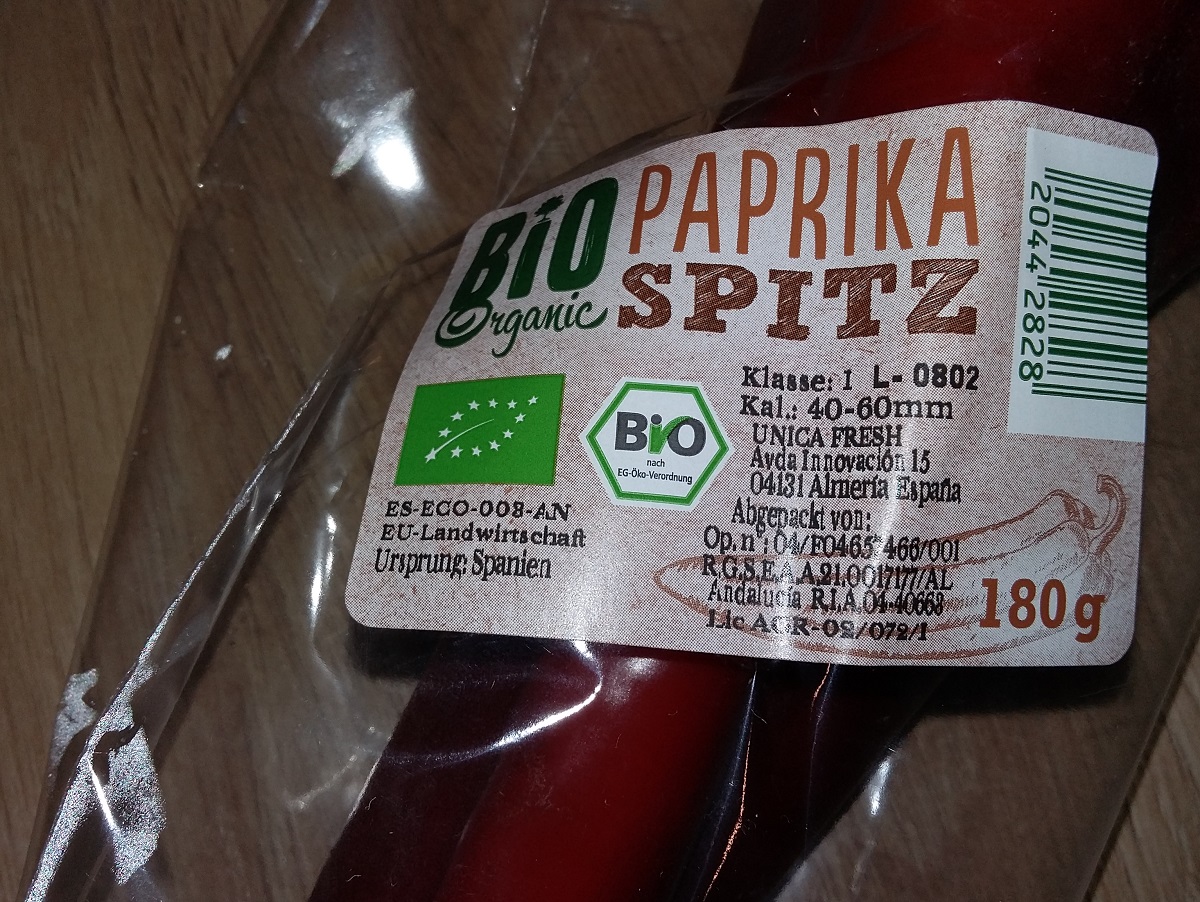 BiO
Organic
PAPRIKA
SPITZ
2044 2828
Klasse: 1 L- 0802
Kal.: 40-60mm
UNICA FRESH
Avda Innovación 15
04131 Almería España
Abgepackt von:
Op. nº: 04/F0465*466/001
R.G.S.E.A.A.21.0017177/AL
Andalucía R.I.A.04-40668
Lic AGR-02/072/1
180 g
BiO
nach
EG-Öko-Verordnung
ES-ECO-008-AN
EU-Landwirtschaft
Ursprung: Spanien